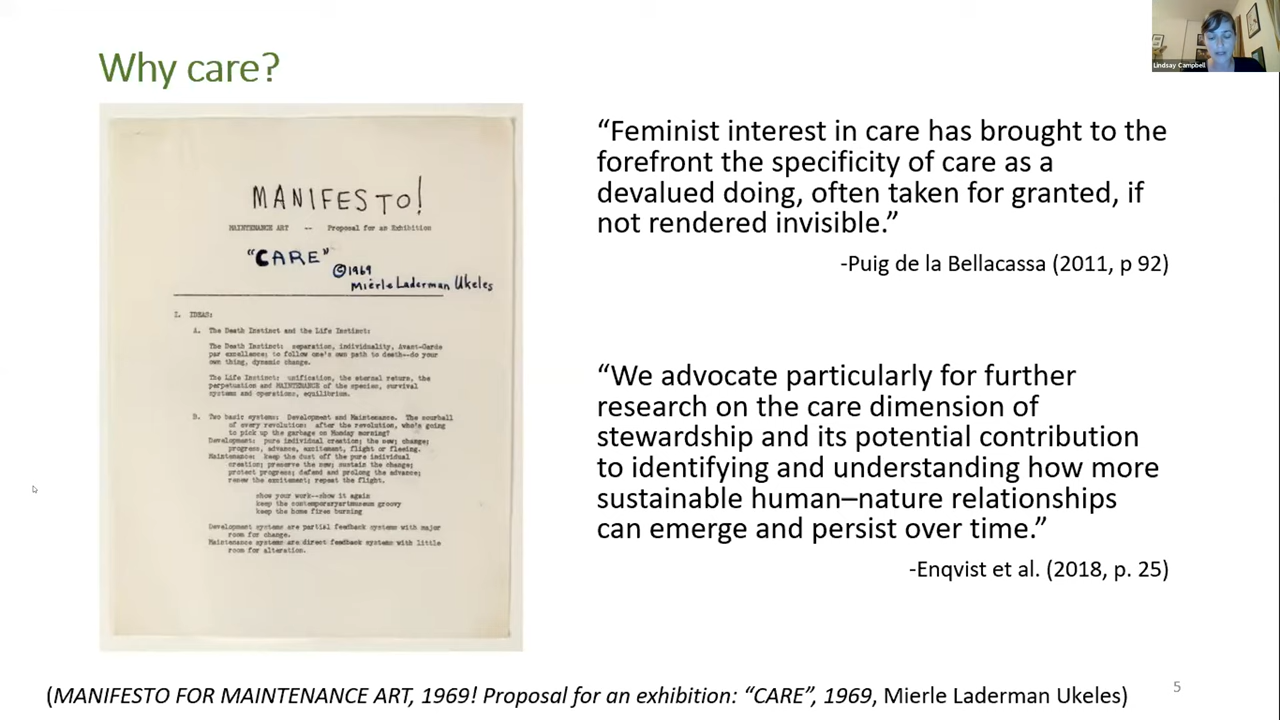 Why care?
Lindsay Campbell
MANIFESTO!
MAINTENANCE ART -- Proposal for an Exhibition
"CARE"
©1969
Mierle Laderman Ukeles
I. IDEAS:
A. The Death Instinct and the Life Instinct:
The Death Instinct: separation, individuality, Avant-Garde
par excellence; to follow one's own path to death--do your
own thing, dynamic change.
The Life Instinct: unification, the eternal return, the
perpetuation and MAINTENANCE of the species, survival
systems and operations, equilibrium.
B. Two basic systems: Development and Maintenance. The sourball
of every revolution: after the revolution, who's going
to pick up the garbage on Monday morning?
Development: pure individual creation; the new; change;
progress, advance, excitement, flight or fleeing.
Maintenance: keep the dust off the pure individual
creation; preserve the new; sustain the change;
protect progress; defend and prolong the advance;
renew the excitement; repeat the flight.
show your work--show it again
keep the contemporaryartmuseum groovy
keep the home fires burning
Development systems are partial feedback systems with major
room for change.
Maintenance systems are direct feedback systems with little
room for alteration.
“Feminist interest in care has brought to the
forefront the specificity of care as a
devalued doing, often taken for granted, if
not rendered invisible.”
-Puig de la Bellacassa (2011, p 92)
“We advocate particularly for further
research on the care dimension of
stewardship and its potential contribution
to identifying and understanding how more
sustainable human–nature relationships
can emerge and persist over time.”
-Enqvist et al. (2018, p. 25)
(MANIFESTO FOR MAINTENANCE ART, 1969! Proposal for an exhibition: “CARE”, 1969, Mierle Laderman Ukeles)
5